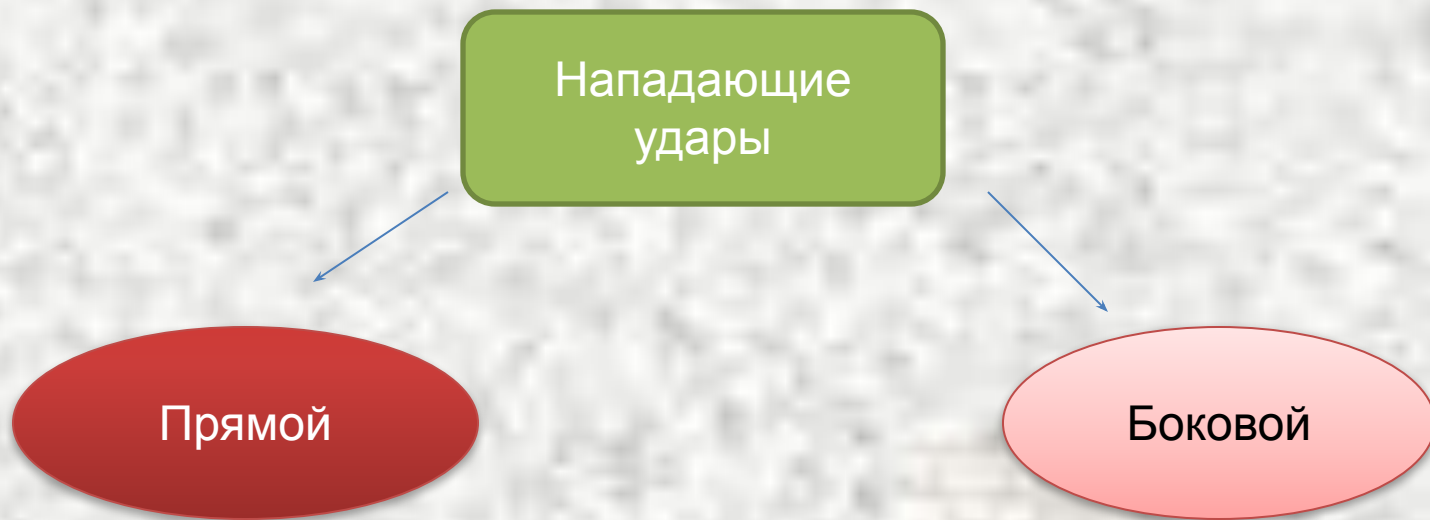 Нападающие
удары
Прямой
Боковой